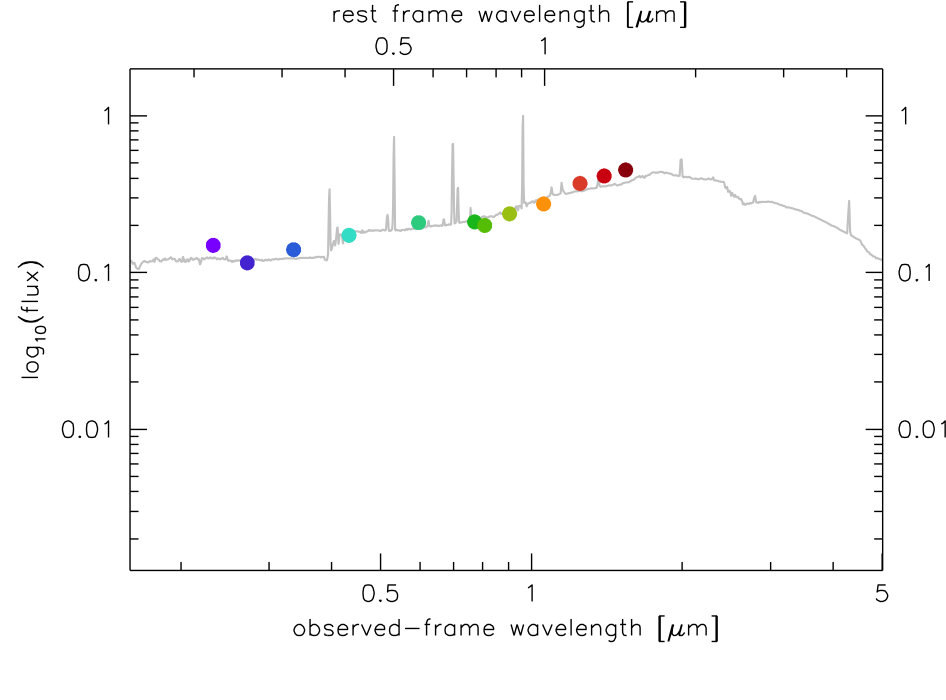 rest frame wavelength [μm]
0.5 1
1 1
0.1 0.1
log10(flux)
0.01 0.01
0.5 1 5
observed-frame wavelength [μm]